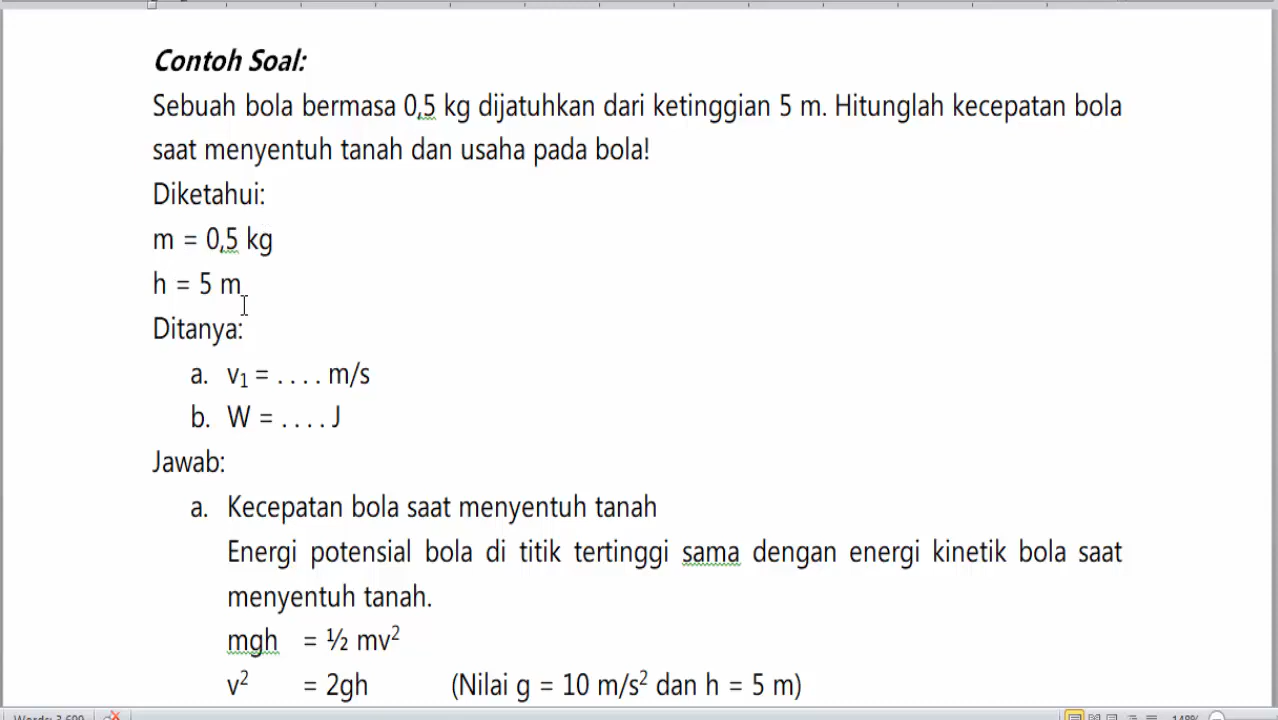 Contoh Soal:
Sebuah bola bermasa 0,5 kg dijatuhkan dari ketinggian 5 m. Hitunglah kecepatan bola
saat menyentuh tanah dan usaha pada bola!
Diketahui:
m = 0,5 kg
h = 5 m
Ditanya:
a. v₁ = . . . . m/s
b. W = . . . . J
Jawab:
a. Kecepatan bola saat menyentuh tanah
Energi potensial bola di titik tertinggi sama dengan energi kinetik bola saat
menyentuh tanah.
mgh = ½ mv²
v² = 2gh (Nilai g = 10 m/s² dan h = 5 m)